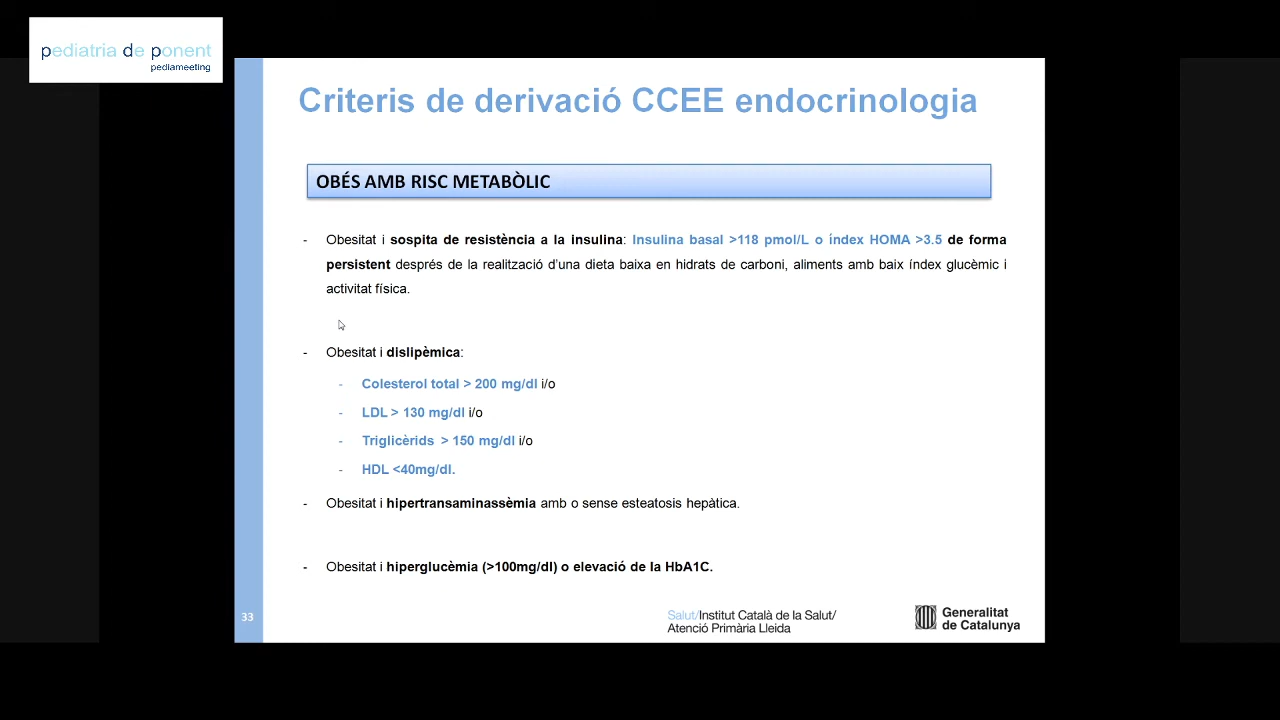 pediatria de ponent
pediameeting
Criteris de derivació CCEE endocrinologia
OBÉS AMB RISC METABÒLIC
- Obesitat i sospita de resistència a la insulina: Insulina basal >118 pmol/L o índex HOMA >3.5 de forma
persistent després de la realització d'una dieta baixa en hidrats de carboni, aliments amb baix índex glucèmic i
activitat física.
- Obesitat i dislipèmica:
- Colesterol total > 200 mg/dl i/o
- LDL > 130 mg/dl i/o
- Triglicèrids > 150 mg/dl i/o
- HDL <40mg/dl.
- Obesitat i hipertransaminassèmia amb o sense esteatosis hepàtica.
- Obesitat i hiperglucèmia (>100mg/dl) o elevació de la HbA1C.
33
Salut/Institut Català de la Salut/
Atenció Primària Lleida
Generalitat
de Catalunya